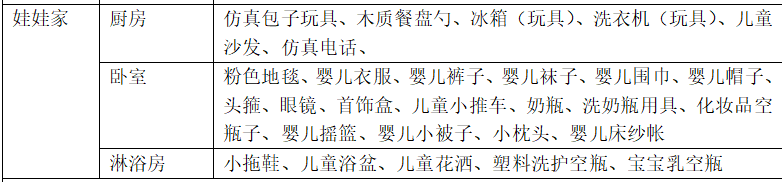 娃娃家 厨房 仿真包子玩具、木质餐盘勺、冰箱（玩具）、洗衣机（玩具）、儿童
沙发、仿真电话、
卧室 粉色地毯、婴儿衣服、婴儿裤子、婴儿袜子、婴儿围巾、婴儿帽子、
头箍、眼镜、首饰盒、儿童小推车、奶瓶、洗奶瓶用具、化妆品空
瓶子、婴儿摇篮、婴儿小被子、小枕头、婴儿床纱帐
淋浴房 小拖鞋、儿童浴盆、儿童花洒、塑料洗护空瓶、宝宝乳空瓶